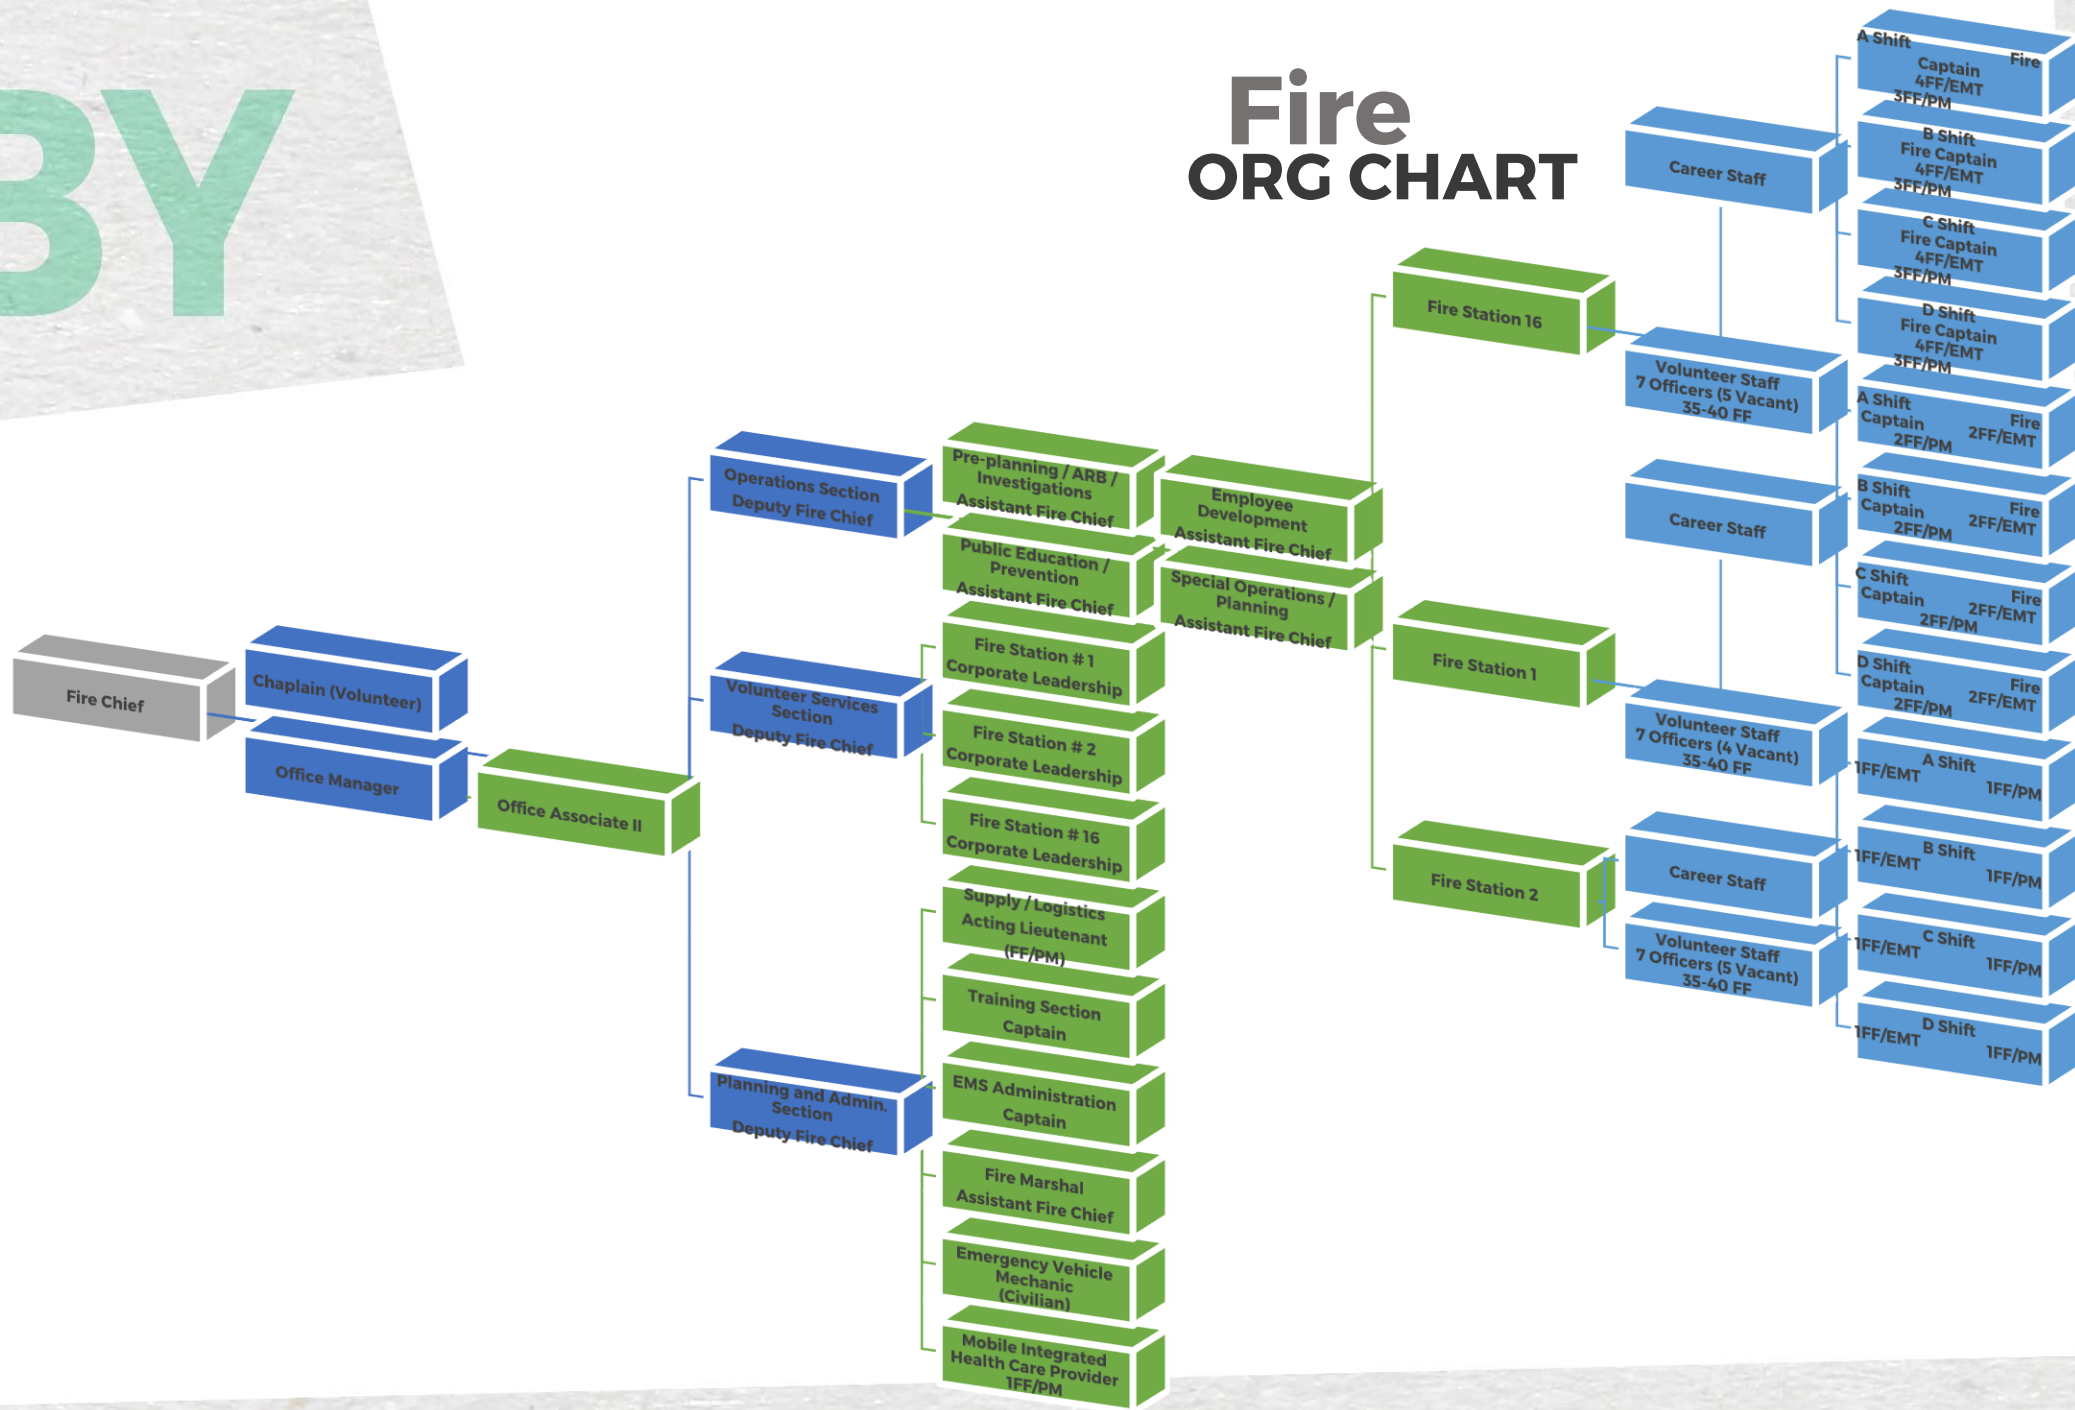 BY
Fire
ORG CHART
Fire Chief
Chaplain (Volunteer)
Office Manager
Office Associate II
Operations Section
Deputy Fire Chief
Volunteer Services
Section
Deputy Fire Chief
Planning and Admin.
Section
Deputy Fire Chief
Pre-planning / ARB /
Investigations
Assistant Fire Chief
Public Education /
Prevention
Assistant Fire Chief
Fire Station # 1
Corporate Leadership
Fire Station # 2
Corporate Leadership
Fire Station # 16
Corporate Leadership
Supply / Logistics
Acting Lieutenant
(FF/PM)
Training Section
Captain
EMS Administration
Captain
Fire Marshal
Assistant Fire Chief
Emergency Vehicle
Mechanic
(Civilian)
Mobile Integrated
Health Care Provider
1FF/PM
Employee
Development
Assistant Fire Chief
Special Operations /
Planning
Assistant Fire Chief
Fire Station 16
Fire Station 1
Fire Station 2
Career Staff
Volunteer Staff
7 Officers (5 Vacant)
35-40 FF
Career Staff
Volunteer Staff
7 Officers (4 Vacant)
35-40 FF
Career Staff
Volunteer Staff
7 Officers (5 Vacant)
35-40 FF
A Shift Fire
Captain
4FF/EMT
3FF/PM
B Shift
Fire Captain
4FF/EMT
3FF/PM
C Shift
Fire Captain
4FF/EMT
3FF/PM
D Shift
Fire Captain
4FF/EMT
3FF/PM
A Shift Fire
Captain 2FF/EMT
2FF/PM
B Shift Fire
Captain 2FF/EMT
2FF/PM
C Shift Fire
Captain 2FF/EMT
2FF/PM
D Shift Fire
Captain 2FF/EMT
2FF/PM
A Shift
1FF/EMT 1FF/PM
B Shift
1FF/EMT 1FF/PM
C Shift
1FF/EMT 1FF/PM
D Shift
1FF/EMT 1FF/PM